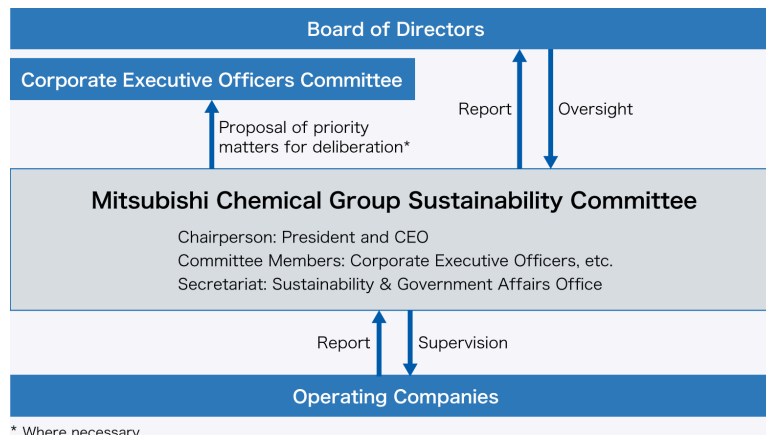 Board of Directors
Corporate Executive Officers Committee
Report
Oversight
Proposal of priority
matters for deliberation*
Mitsubishi Chemical Group Sustainability Committee
Chairperson: President and CEO
Committee Members: Corporate Executive Officers, etc.
Secretariat: Sustainability & Government Affairs Office
Report
Supervision
Operating Companies
* Where necessary